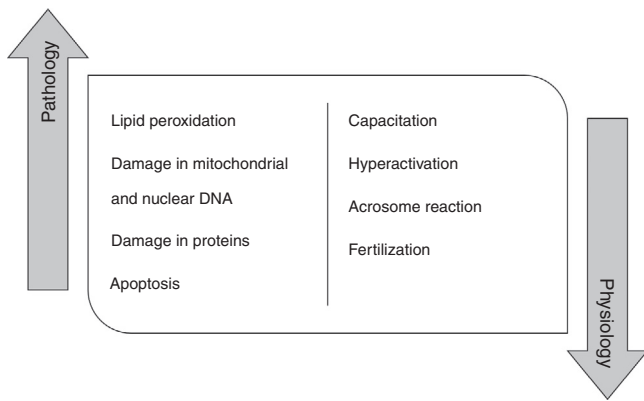 Pathology
Lipid peroxidation
Damage in mitochondrial
and nuclear DNA
Damage in proteins
Apoptosis
Capacitation
Hyperactivation
Acrosome reaction
Fertilization
Physiology